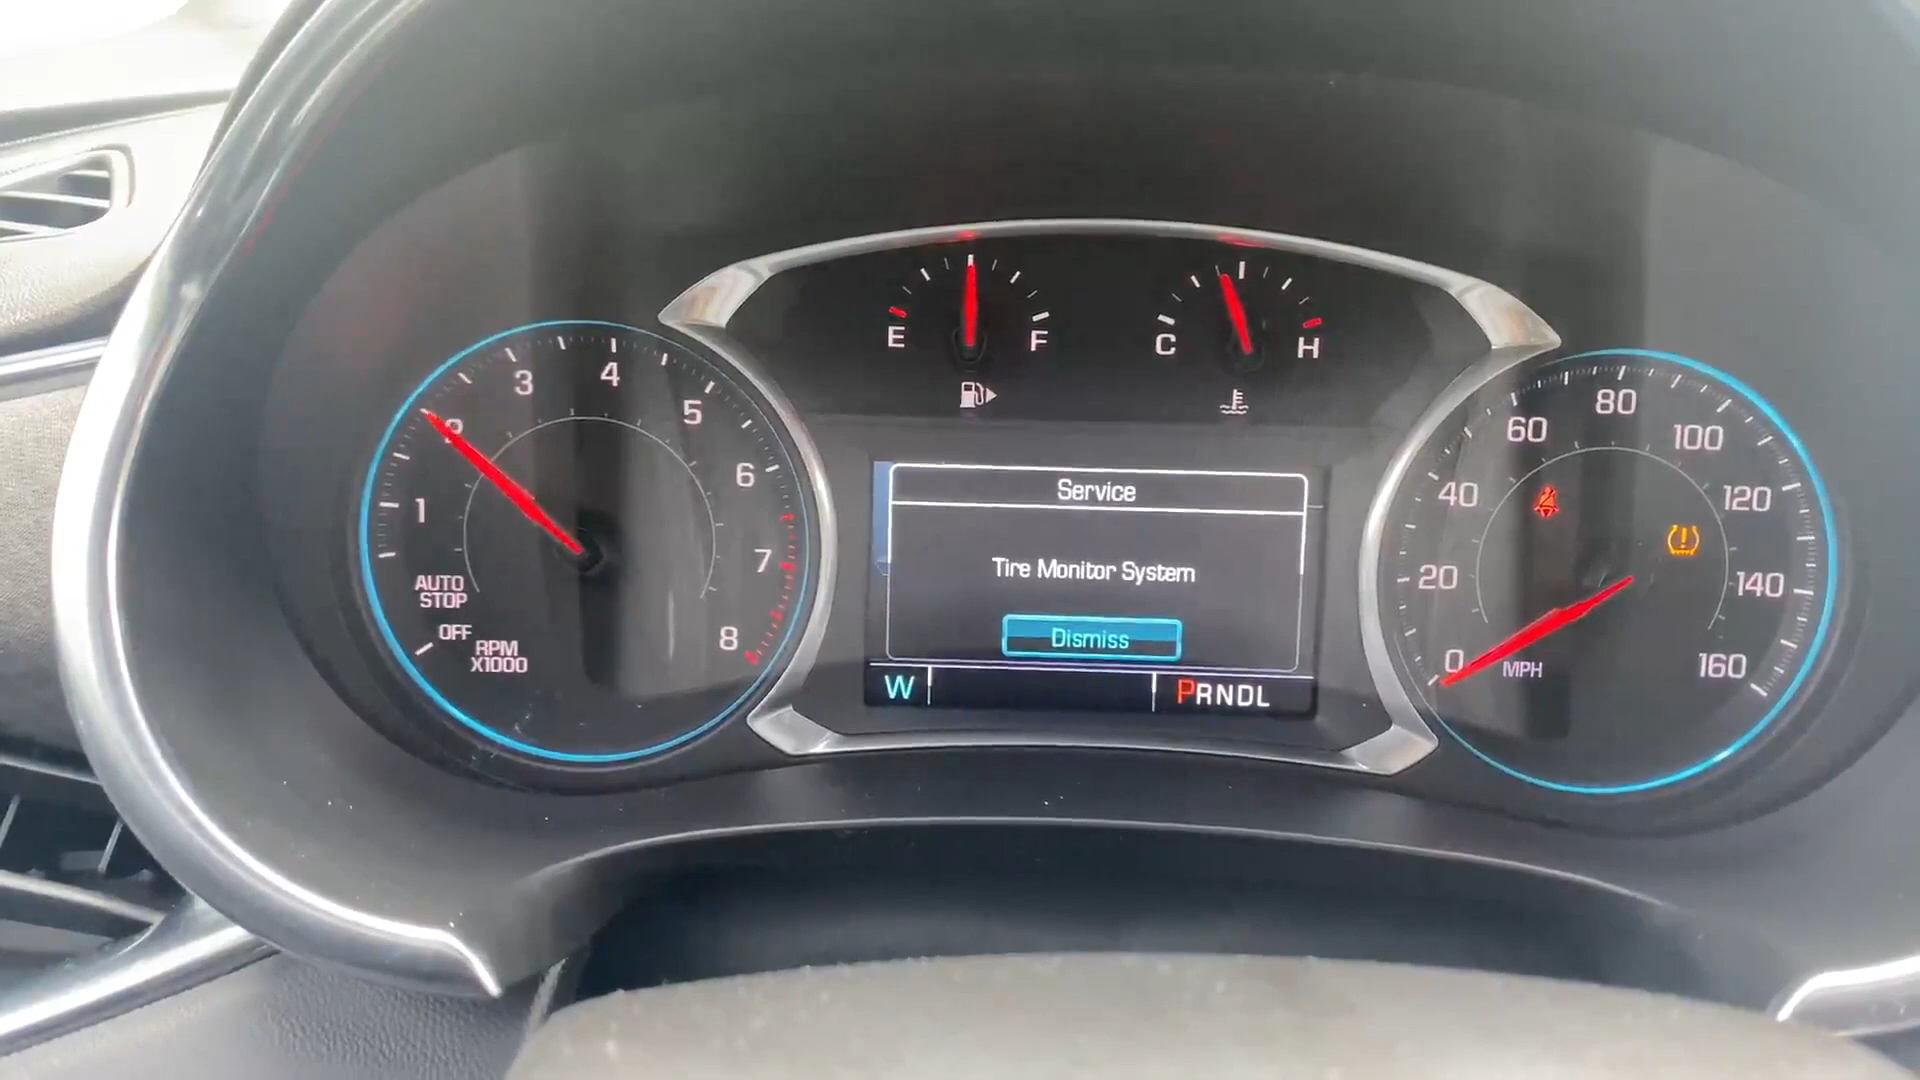 1
2
3
4
5
6
7
8
AUTO
STOP
OFF
RPM
X1000
E
F
C
H
Service
Tire Monitor System
Dismiss
W
PRNDL
0
20
40
60
80
100
120
140
160
MPH